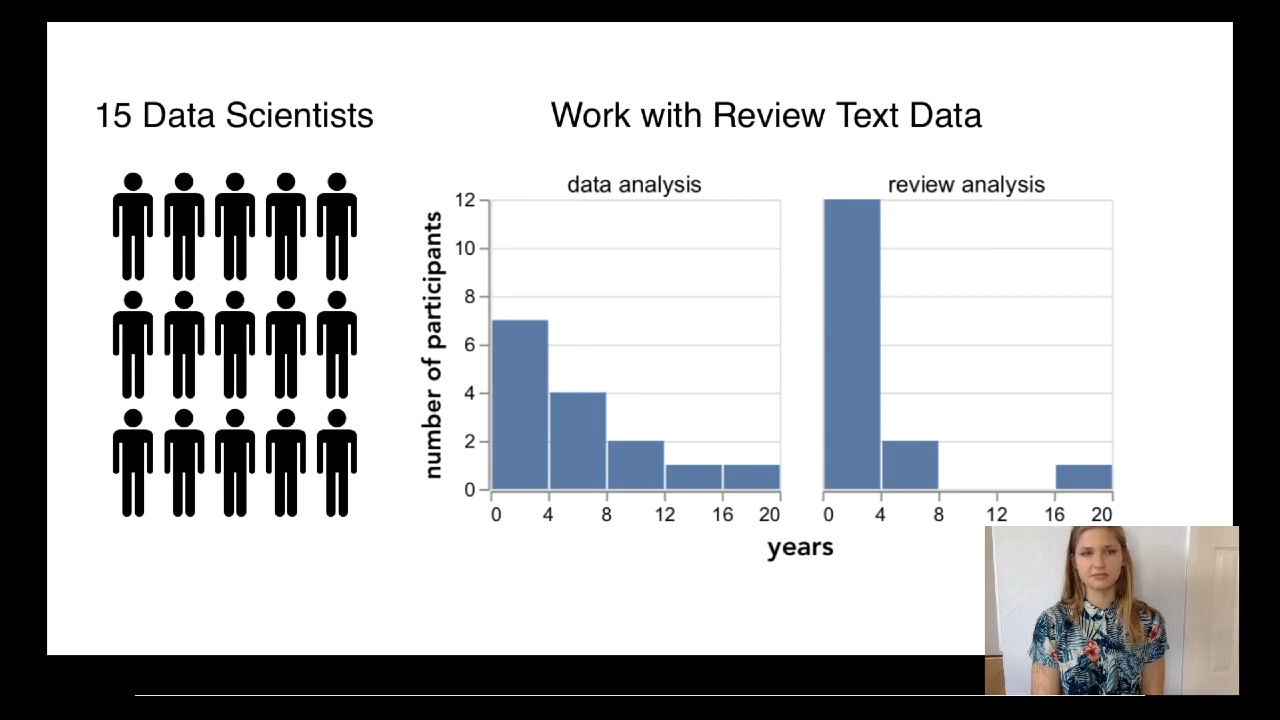 15 Data Scientists
Work with Review Text Data
data analysis
review analysis
number of participants
12
10
8
6
4
2
0
0 4 8 12 16 20
0 4 8 12 16 20
years